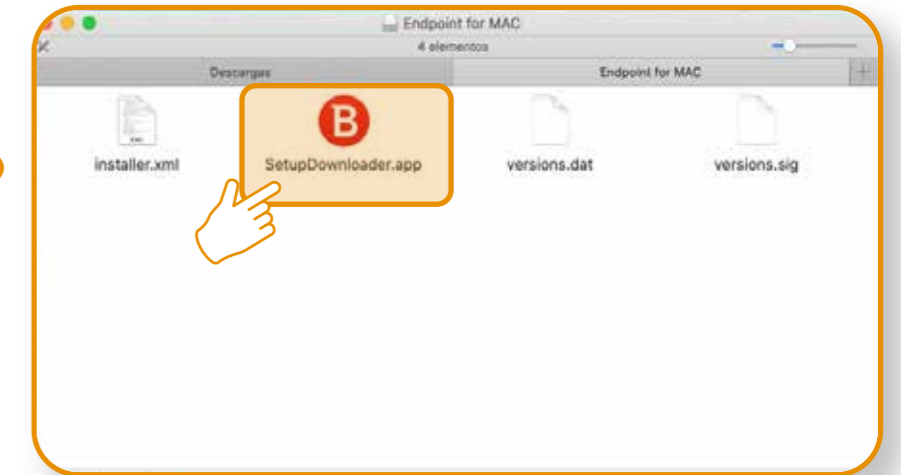 Endpoint for MAC
4 elementos
Descargas
Endpoint for MAC
B
installer.xml
SetupDownloader.app
versions.dat
versions.sig